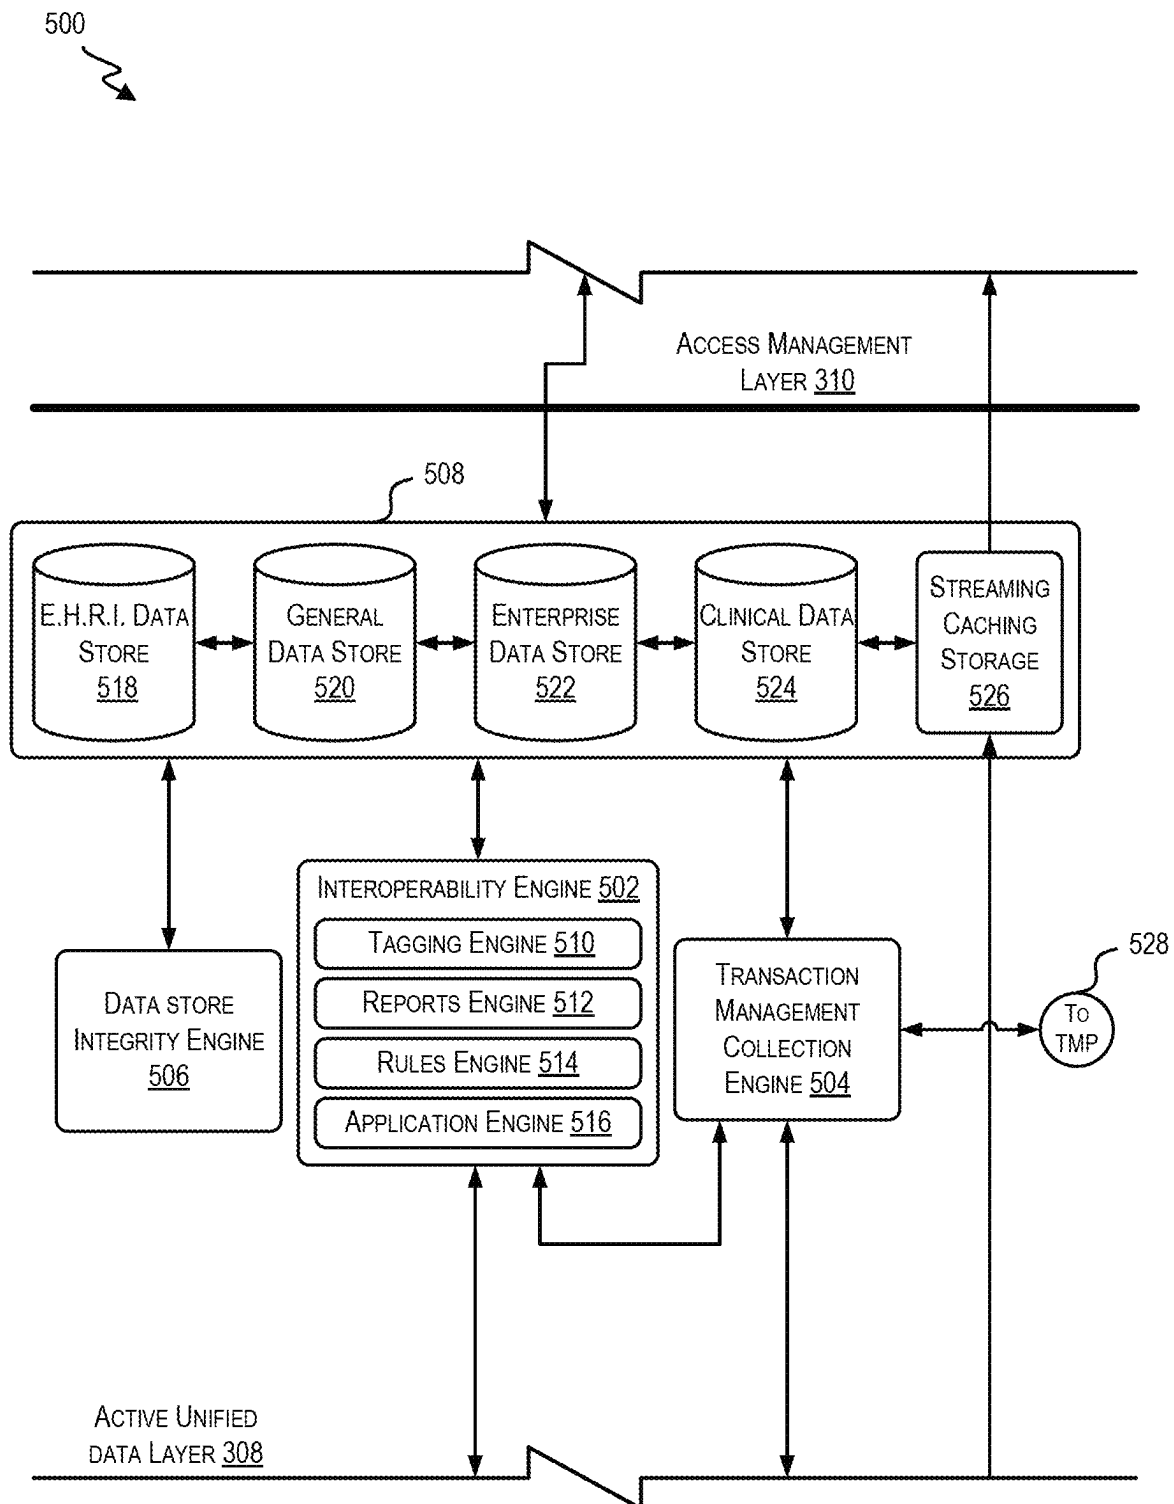 500
ACCESS MANAGEMENT
LAYER 310
508
E.H.R.I. DATA
STORE
518
GENERAL
DATA STORE
520
ENTERPRISE
DATA STORE
522
CLINICAL DATA
STORE
524
STREAMING
CACHING
STORAGE
526
INTEROPERABILITY ENGINE 502
TAGGING ENGINE 510
REPORTS ENGINE 512
RULES ENGINE 514
APPLICATION ENGINE 516
DATA STORE
INTEGRITY ENGINE
506
TRANSACTION
MANAGEMENT
COLLECTION
ENGINE 504
528
TO
TMP
ACTIVE UNIFIED
DATA LAYER 308